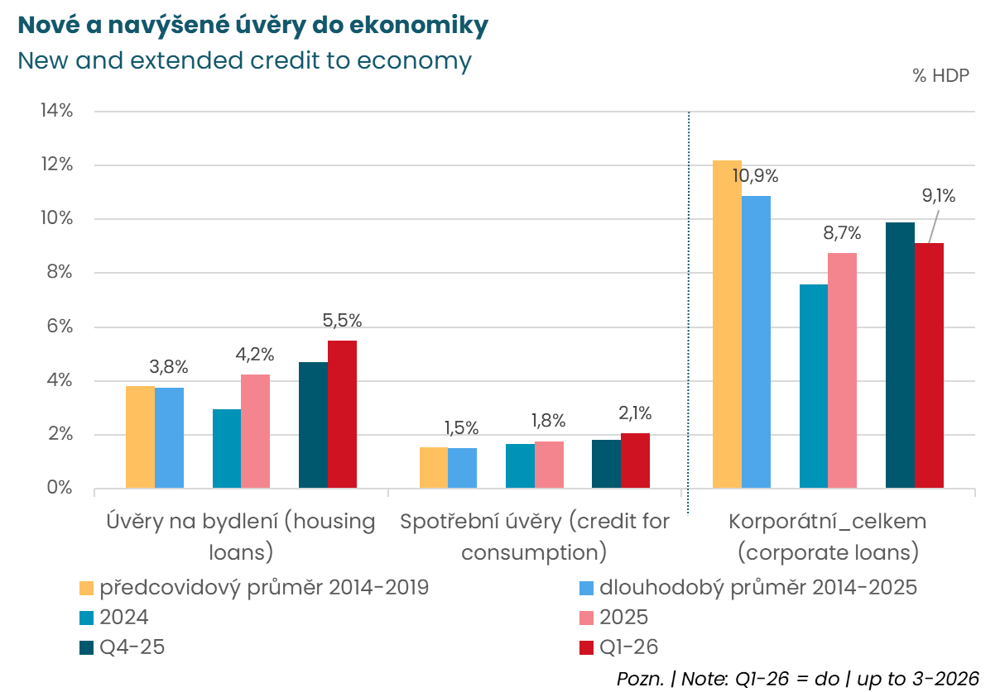 Nové a navýšené úvěry do ekonomiky
New and extended credit to economy
% HDP
14%
12%
10%
8%
6%
4%
2%
0%
3,8%
4,2%
5,5%
1,5%
1,8%
2,1%
10,9%
8,7%
9,1%
Úvěry na bydlení (housing
loans)
Spotřební úvěry (credit for
consumption)
Korporátní_celkem
(corporate loans)
předcovidový průměr 2014-2019
dlouhodobý průměr 2014-2025
2024
2025
Q4-25
Q1-26
Pozn. | Note: Q1-26 = do | up to 3-2026